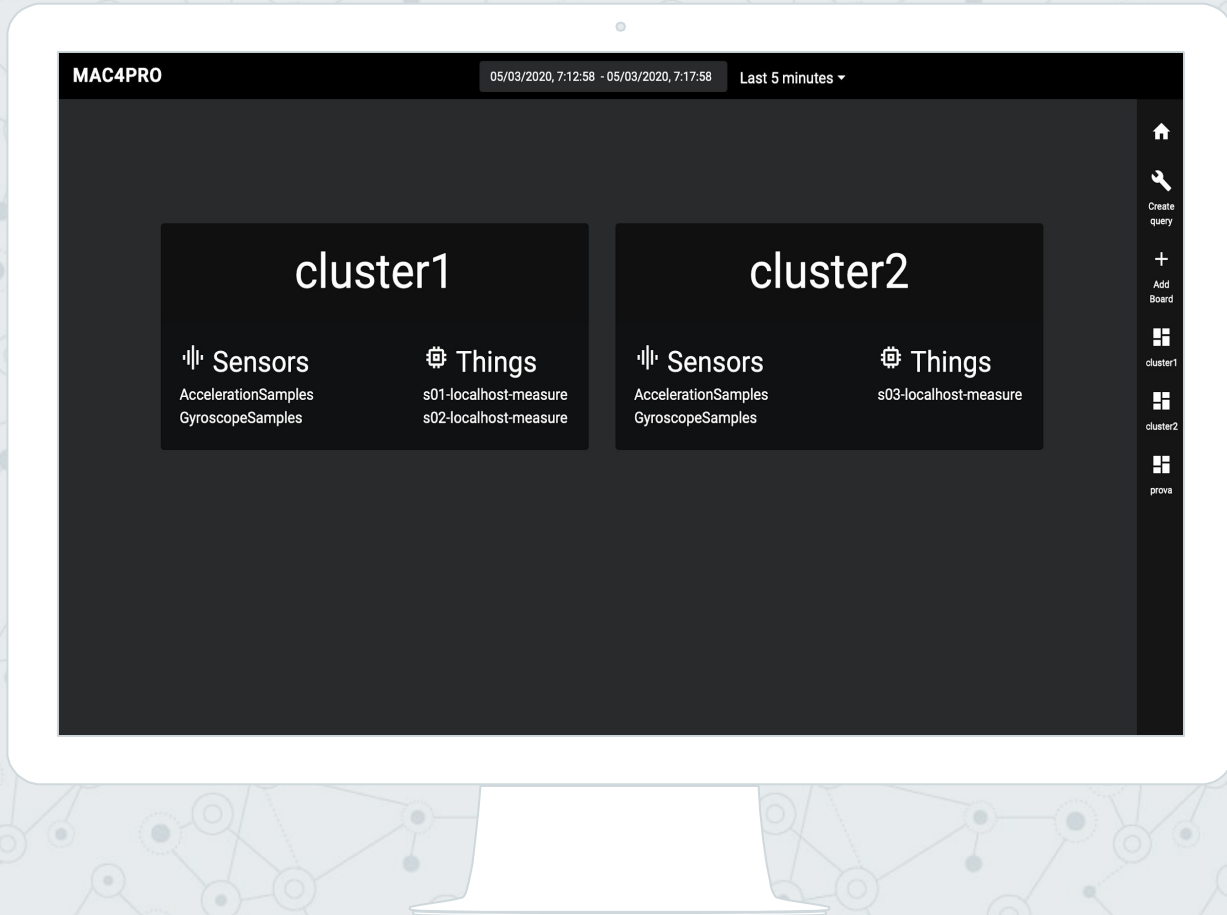 MAC4PRO
05/03/2020, 7:12:58 - 05/03/2020, 7:17:58
Last 5 minutes
cluster1
Sensors
AccelerationSamples
GyroscopeSamples
Things
s01-localhost-measure
s02-localhost-measure
cluster2
Sensors
AccelerationSamples
GyroscopeSamples
Things
s03-localhost-measure
Create
query
Add
Board
cluster1
cluster2
prova